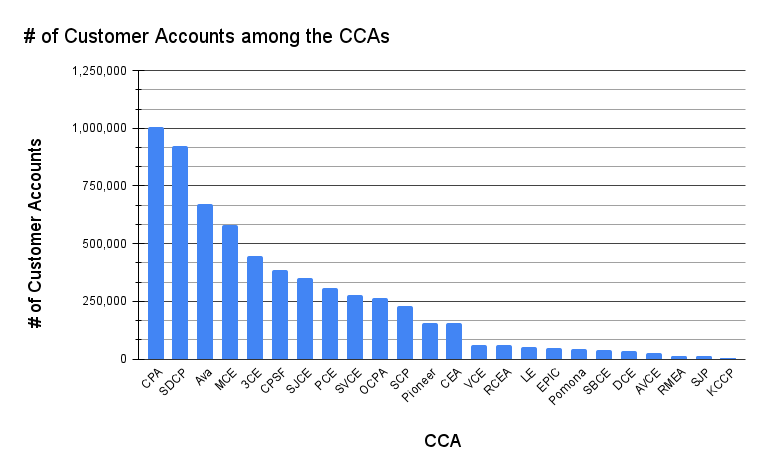 # of Customer Accounts among the CCAs
# of Customer Accounts
1,250,000
1,000,000
750,000
500,000
250,000
0
CPA
SDCP
Ava
MCE
3CE
CPSF
SJCE
PCE
SVCE
OCPA
SCP
Pioneer
CEA
VCE
RCEA
LE
EPIC
Pomona
SBCE
DCE
AVCE
RMEA
SJP
KCCP
CCA